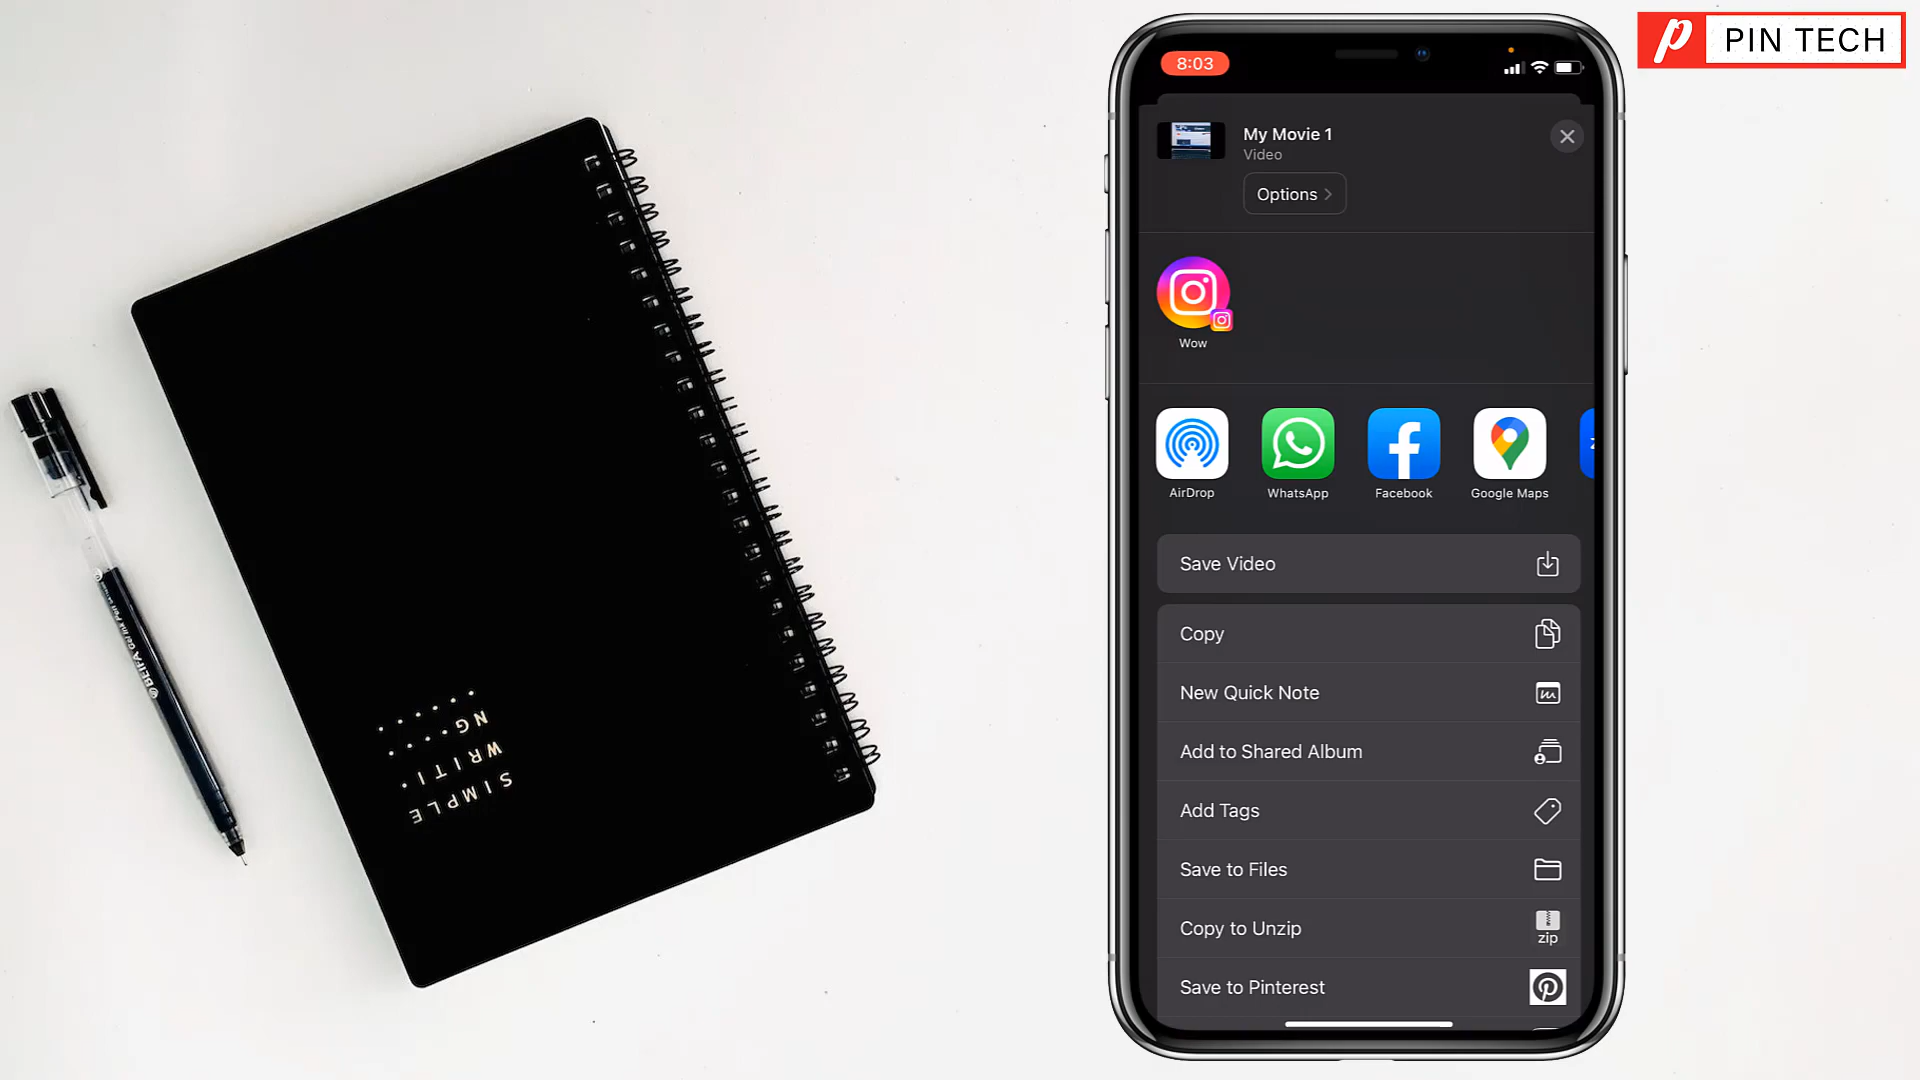 PIN TECH
8:03
My Movie 1
Video
Options
Wow
AirDrop
WhatsApp
Facebook
Google Maps
Save Video
Copy
New Quick Note
Add to Shared Album
Add Tags
Save to Files
Copy to Unzip
zip
Save to Pinterest
SIMPLE
WRITI
NG